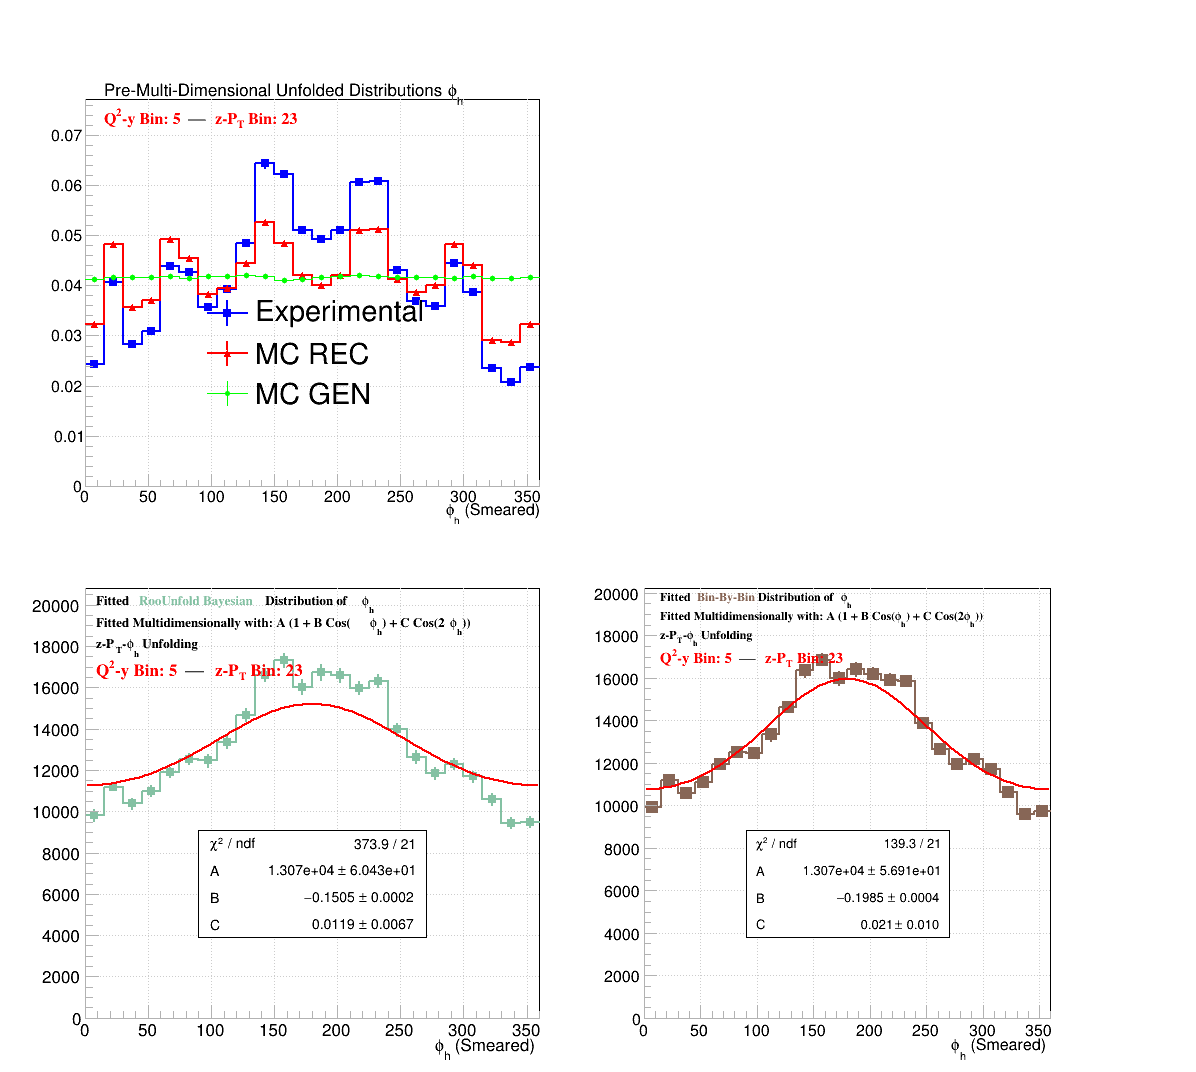 Pre-Multi-Dimensional Unfolded Distributions ϕh
Q²-y Bin: 5 — z-PT Bin: 23
0.07
0.06
0.05
0.04
0.03
0.02
0.01
0
Experimental
MC REC
MC GEN
0 50 100 150 200 250 300 350
ϕh (Smeared)
Fitted RooUnfold Bayesian Distribution of ϕh
Fitted Multidimensionally with: A (1 + B Cos( ϕh) + C Cos(2 ϕh))
z-PT-ϕh Unfolding
Q²-y Bin: 5 — z-PT Bin: 23
20000
18000
16000
14000
12000
10000
8000
6000
4000
2000
0
χ² / ndf 373.9 / 21
A 1.307e+04 ± 6.043e+01
B −0.1505 ± 0.0002
C 0.0119 ± 0.0067
0 50 100 150 200 250 300 350
ϕh (Smeared)
Fitted Bin-By-Bin Distribution of ϕh
Fitted Multidimensionally with: A (1 + B Cos(ϕh) + C Cos(2ϕh))
z-PT-ϕh Unfolding
Q²-y Bin: 5 — z-PT Bin: 23
20000
18000
16000
14000
12000
10000
8000
6000
4000
2000
0
χ² / ndf 139.3 / 21
A 1.307e+04 ± 5.691e+01
B −0.1985 ± 0.0004
C 0.021 ± 0.010
0 50 100 150 200 250 300 350
ϕh (Smeared)